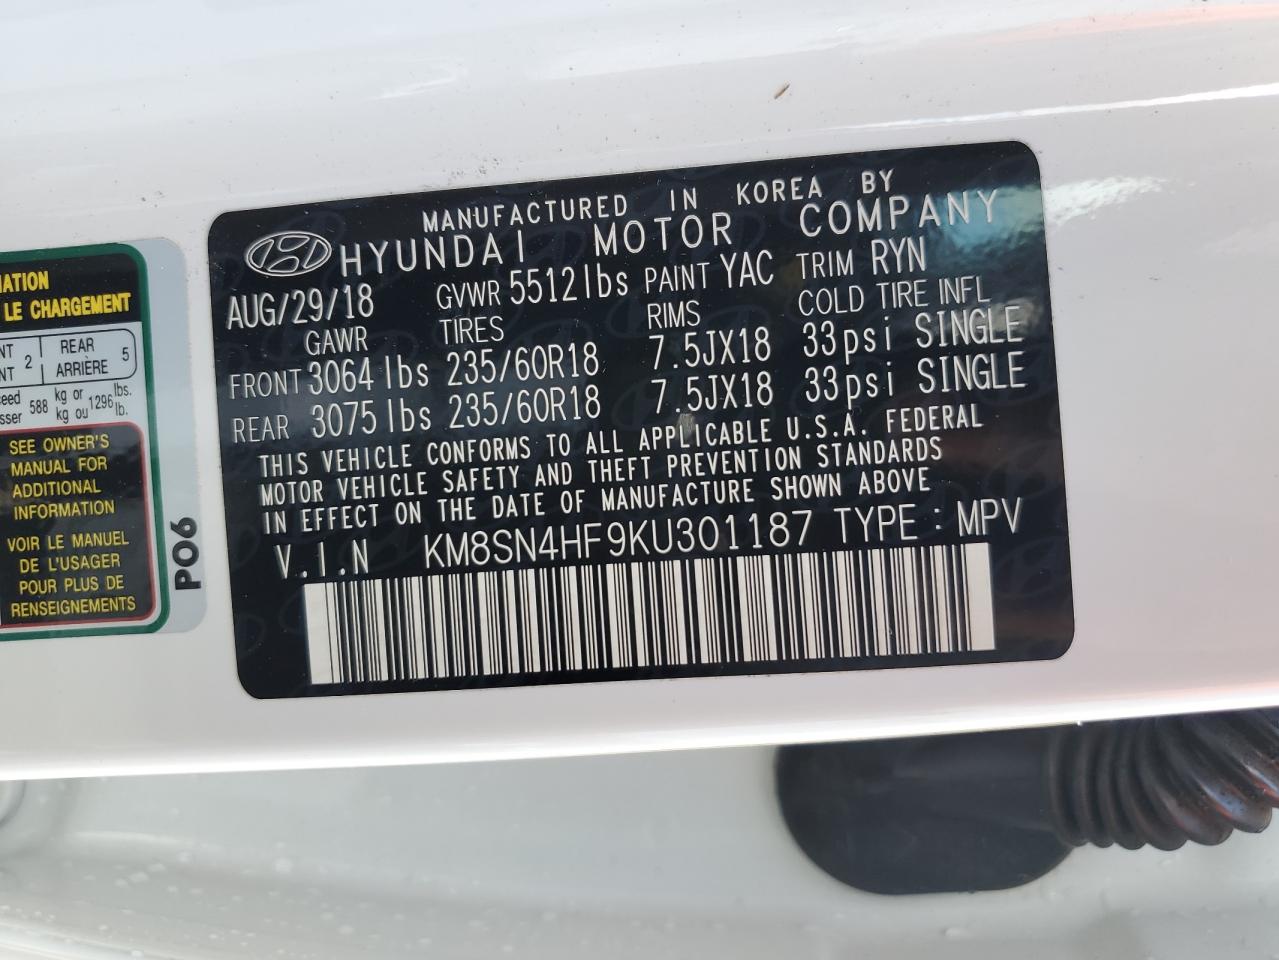 MANUFACTURED IN KOREA BY
HYUNDAI MOTOR COMPANY
AUG/29/18 GVWR 5512lbs PAINT YAC TRIM RYN
GAWR TIRES RIMS COLD TIRE INFL
FRONT 3064 lbs 235/60R18 7.5JX18 33psi SINGLE
REAR 3075 lbs 235/60R18 7.5JX18 33psi SINGLE
THIS VEHICLE CONFORMS TO ALL APPLICABLE U.S.A. FEDERAL
MOTOR VEHICLE SAFETY AND THEFT PREVENTION STANDARDS
IN EFFECT ON THE DATE OF MANUFACTURE SHOWN ABOVE
V.I.N KM8SN4HF9KU301187 TYPE : MPV
LE CHARGEMENT
2 REAR 5
ARRIÈRE
588 kg or 1296 lbs.
kg ou lb.
SEE OWNER'S
MANUAL FOR
ADDITIONAL
INFORMATION
VOIR LE MANUEL
DE L'USAGER
POUR PLUS DE
RENSEIGNEMENTS
P06